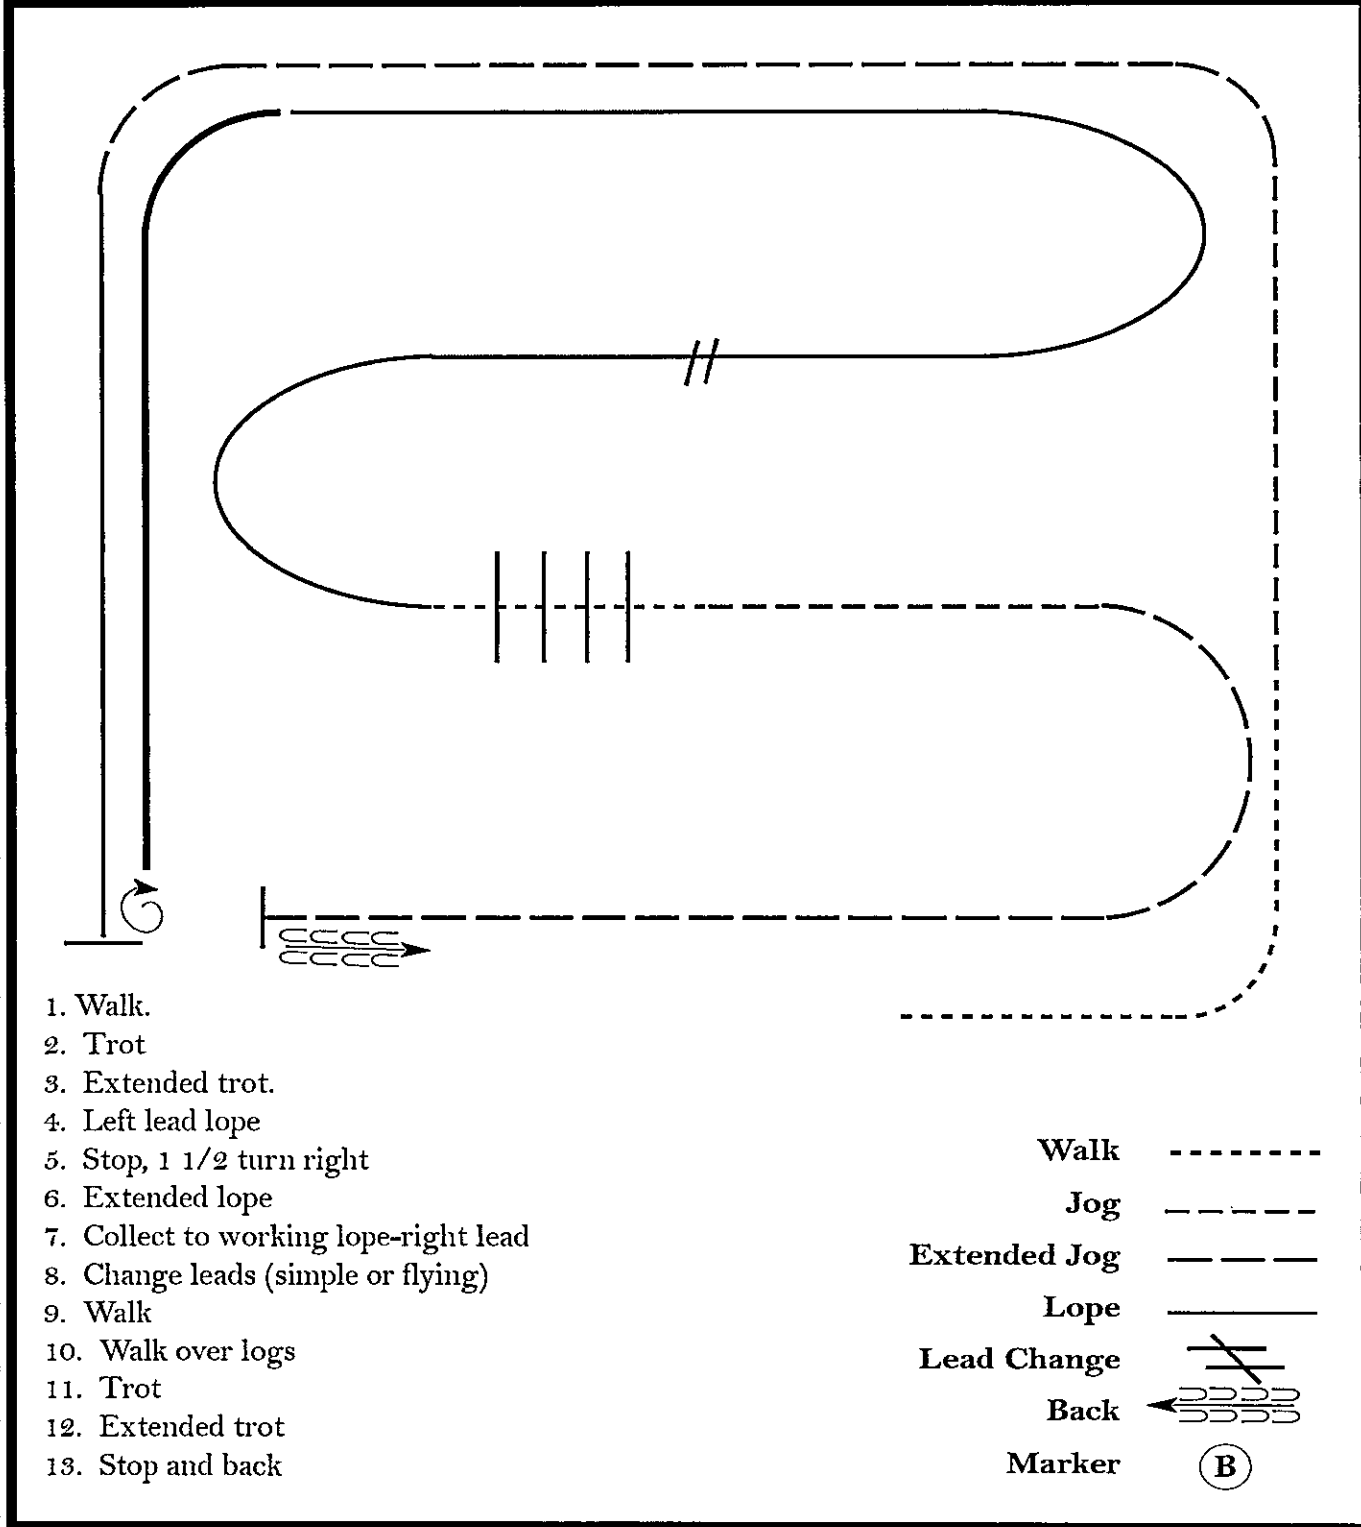 1. Walk.
2. Trot
3. Extended trot.
4. Left lead lope
5. Stop, 1 1/2 turn right
6. Extended lope
7. Collect to working lope-right lead
8. Change leads (simple or flying)
9. Walk
10. Walk over logs
11. Trot
12. Extended trot
13. Stop and back
Walk
Jog
Extended Jog
Lope
Lead Change
Back
Marker B